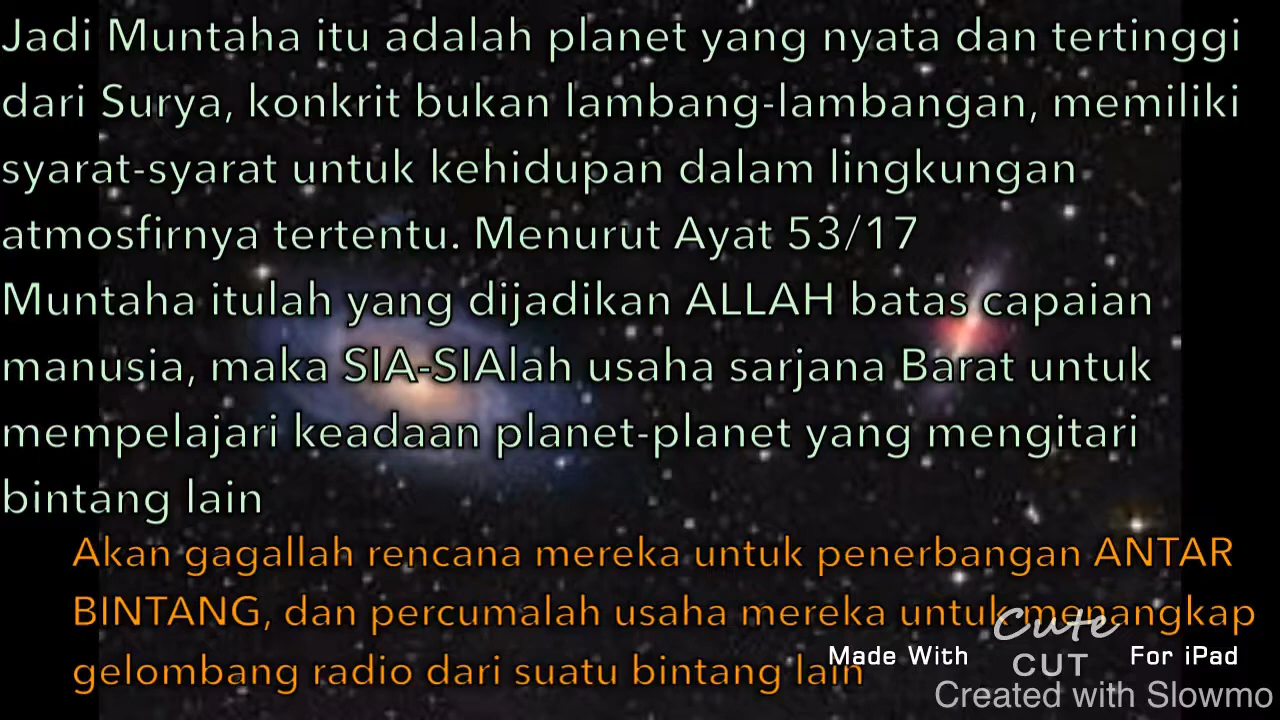 Jadi Muntaha itu adalah planet yang nyata dan tertinggi
dari Surya, konkrit bukan lambang-lambangan, memiliki
syarat-syarat untuk kehidupan dalam lingkungan
atmosfirnya tertentu. Menurut Ayat 53/17
Muntaha itulah yang dijadikan ALLAH batas capaian
manusia, maka SIA-SIAlah usaha sarjana Barat untuk
mempelajari keadaan planet-planet yang mengitari
bintang lain
Akan gagallah rencana mereka untuk penerbangan ANTAR
BINTANG, dan percumalah usaha mereka untuk menangkap
gelombang radio dari suatu bintang lain
Made With Cute CUT For iPad
Created with Slowmo